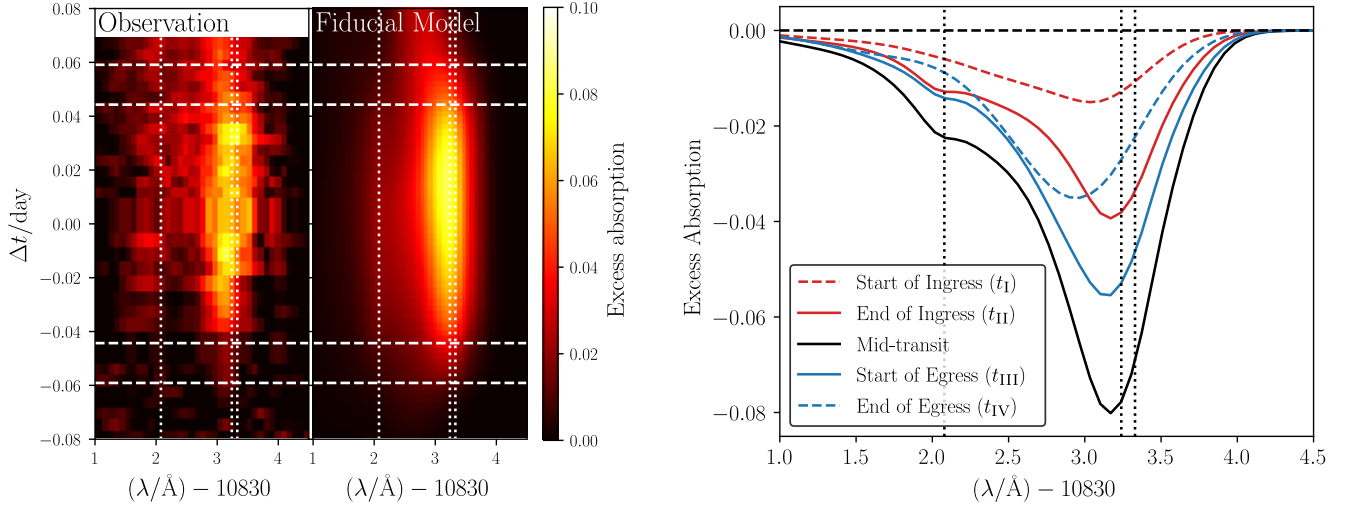 Observation
Fiducial Model
Δt/day
0.08
0.06
0.04
0.02
0.00
−0.02
−0.04
−0.06
−0.08
1 2 3 4
1 2 3 4
(λ/Å) − 10830
(λ/Å) − 10830
0.10
0.08
0.06
0.04
0.02
0.00
Excess absorption
Excess Absorption
0.00
−0.02
−0.04
−0.06
−0.08
Start of Ingress (tI)
End of Ingress (tII)
Mid-transit
Start of Egress (tIII)
End of Egress (tIV)
1.0 1.5 2.0 2.5 3.0 3.5 4.0 4.5
(λ/Å) − 10830